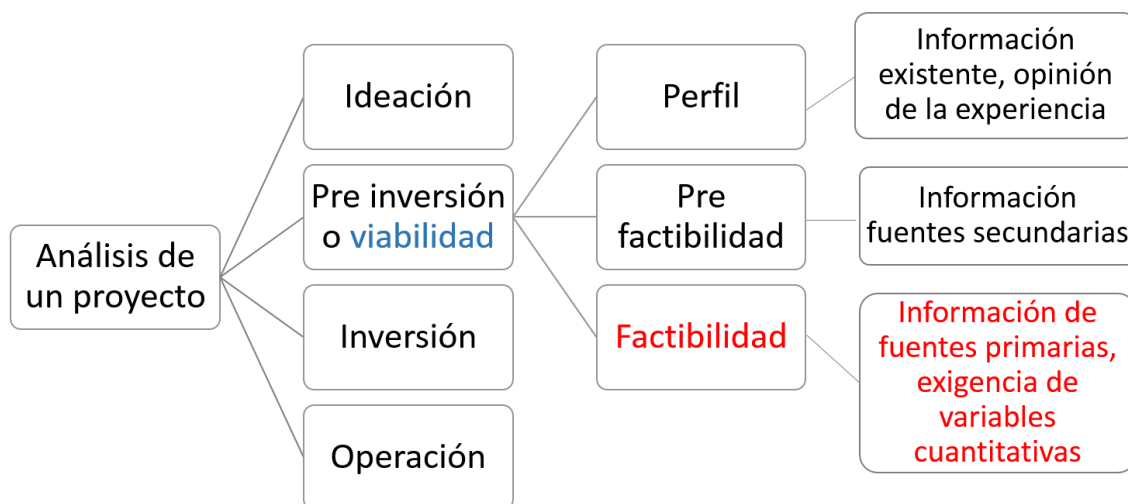 Análisis de
un proyecto
Ideación
Pre inversión
o viabilidad
Inversión
Operación
Perfil
Pre
factibilidad
Factibilidad
Información
existente, opinión
de la experiencia
Información
fuentes secundarias
Información de
fuentes primarias,
exigencia de
variables
cuantitativas